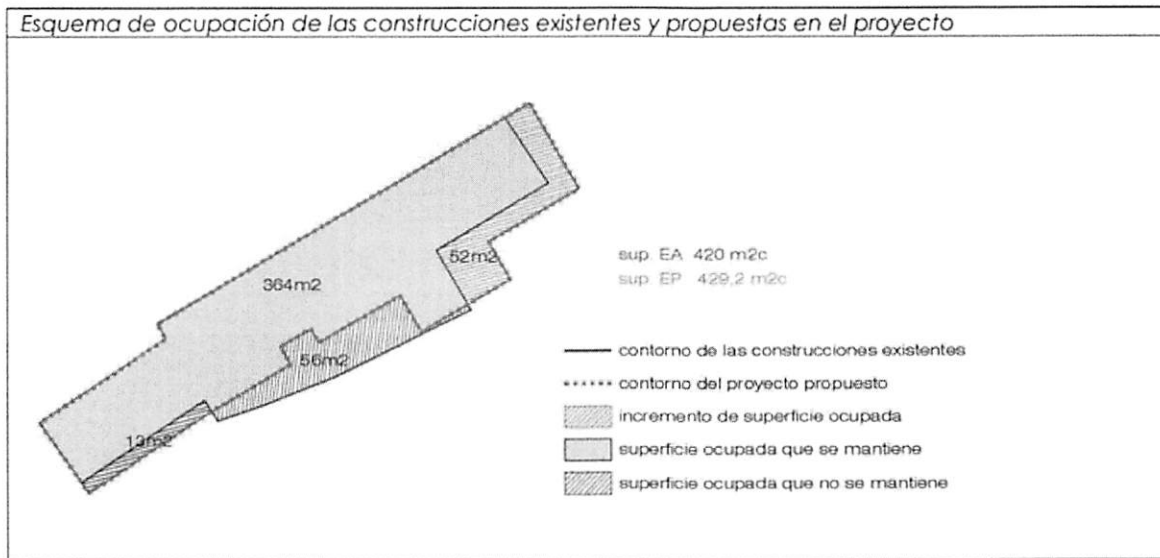 Esquema de ocupación de las construcciones existentes y propuestas en el proyecto
364m2
52m2
56m2
13m2
sup. EA 420 m2c
sup. EP 429,2 m2c
contorno de las construcciones existentes
contorno del proyecto propuesto
incremento de superficie ocupada
superficie ocupada que se mantiene
superficie ocupada que no se mantiene